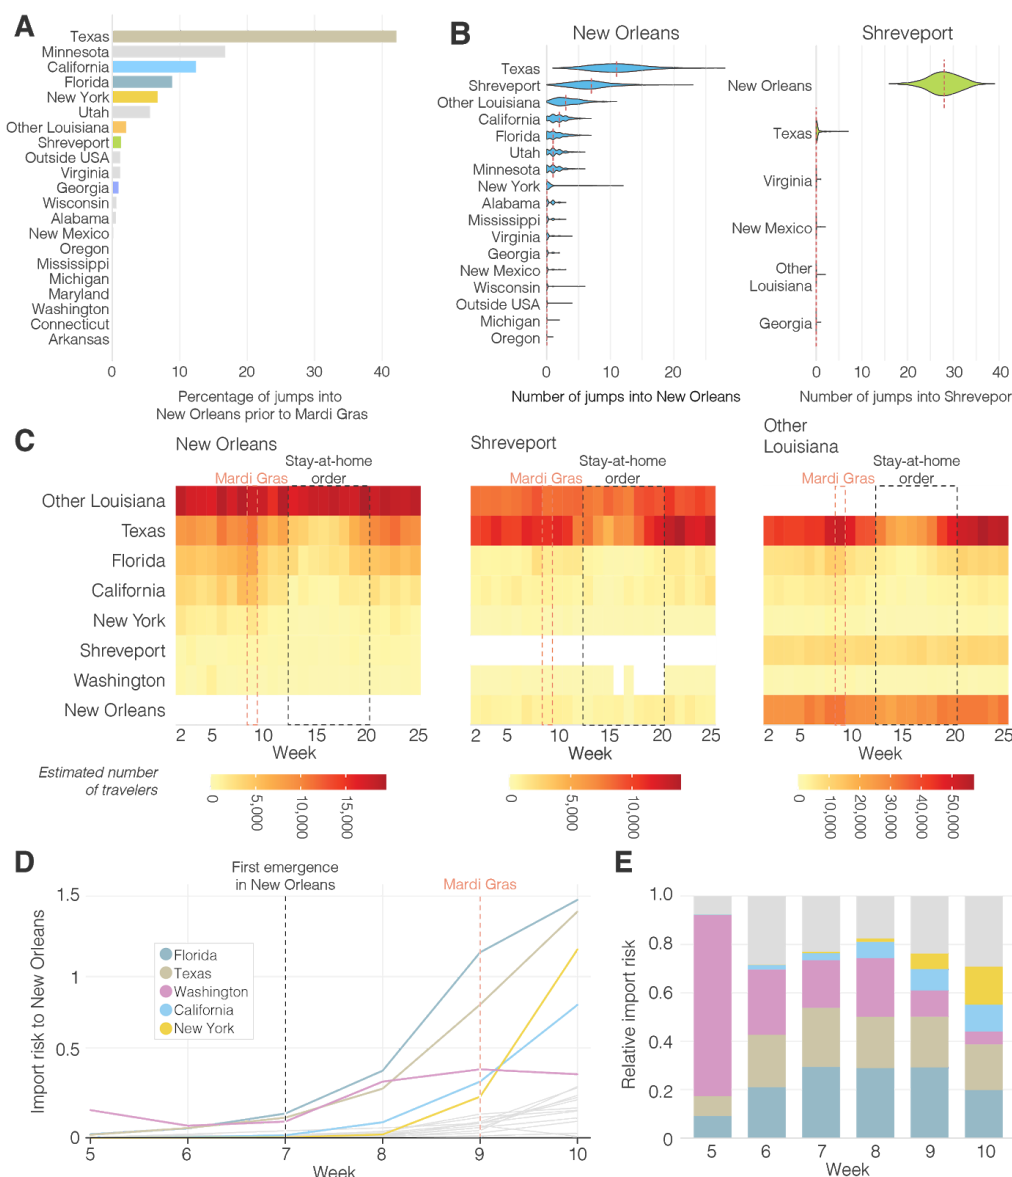 A
Texas
Minnesota
California
Florida
New York
Utah
Other Louisiana
Shreveport
Outside USA
Virginia
Georgia
Wisconsin
Alabama
New Mexico
Oregon
Mississippi
Michigan
Maryland
Washington
Connecticut
Arkansas
0 10 20 30 40
Percentage of jumps into
New Orleans prior to Mardi Gras
B
New Orleans
Texas
Shreveport
Other Louisiana
California
Florida
Utah
Minnesota
New York
Alabama
Mississippi
Virginia
Georgia
New Mexico
Wisconsin
Outside USA
Michigan
Oregon
0 10 20
Number of jumps into New Orleans
Shreveport
New Orleans
Texas
Virginia
New Mexico
Other
Louisiana
Georgia
0 10 20 30 40
Number of jumps into Shrevepor
C
New Orleans
Mardi Gras
Stay-at-home
order
Other Louisiana
Texas
Florida
California
New York
Shreveport
Washington
New Orleans
2 5 10 15 20 25
Week
Shreveport
Mardi Gras
Stay-at-home
order
2 5 10 15 20 25
Week
Other
Louisiana
Mardi Gras
Stay-at-home
order
2 5 10 15 20 25
Week
Estimated number
of travelers
0 5,000 10,000 15,000
0 5,000 10,000
0 10,000 20,000 30,000 40,000 50,000
D
First emergence
in New Orleans
Mardi Gras
Import risk to New Orleans
1.5
1
0.5
0
Florida
Texas
Washington
California
New York
5 6 7 8 9 10
Week
E
Relative import risk
1.0
0.8
0.6
0.4
0.2
0
5 6 7 8 9 10
Week